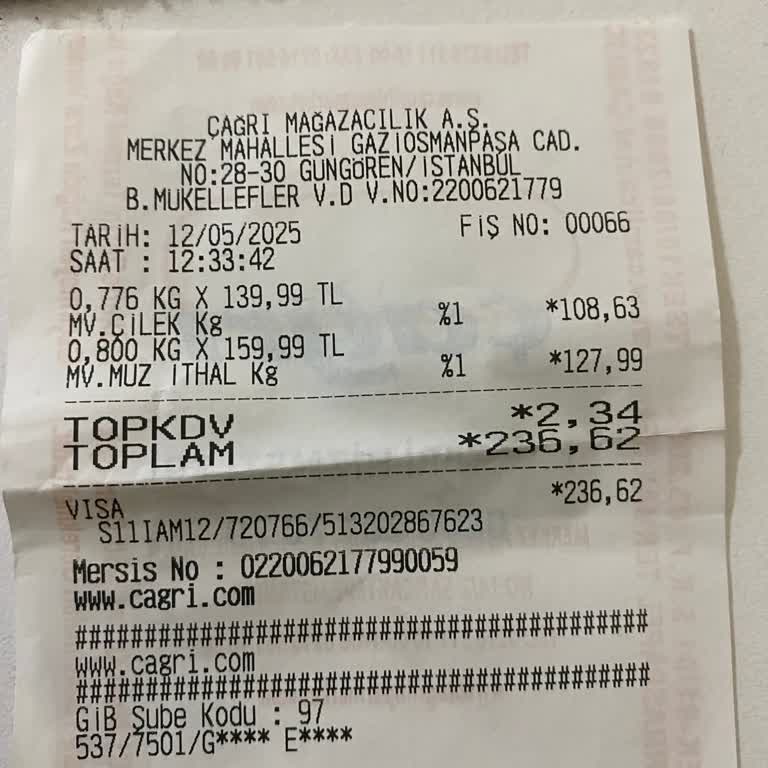 ÇAĞRI MAĞAZACILIK A.Ş.
MERKEZ MAHALLESİ GAZİOSMANPAŞA CAD.
NO:28-30 GÜNGÖREN/İSTANBUL
B.MÜKELLEFLER V.D V.NO:2200621779
TARİH: 12/05/2025 FİŞ NO: 00066
SAAT : 12:33:42
0,776 KG X 139,99 TL
MV.ÇİLEK Kg %1 *108,63
0,800 KG X 159,99 TL
MV.MUZ İTHAL Kg %1 *127,99
TOPKDV *2,34
TOPLAM *236,62
VISA *236,62
S11IAM12/720766/513202867623
Mersis No : 0220062177990059
www.cagri.com
##########################################
www.cagri.com
##########################################
GİB Şube Kodu : 97
537/7501/G**** E****